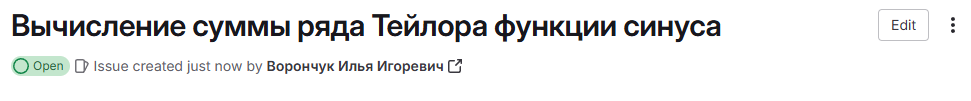 Вычисление суммы ряда Тейлора функции синуса Edit
Open Issue created just now by Ворончук Илья Игоревич